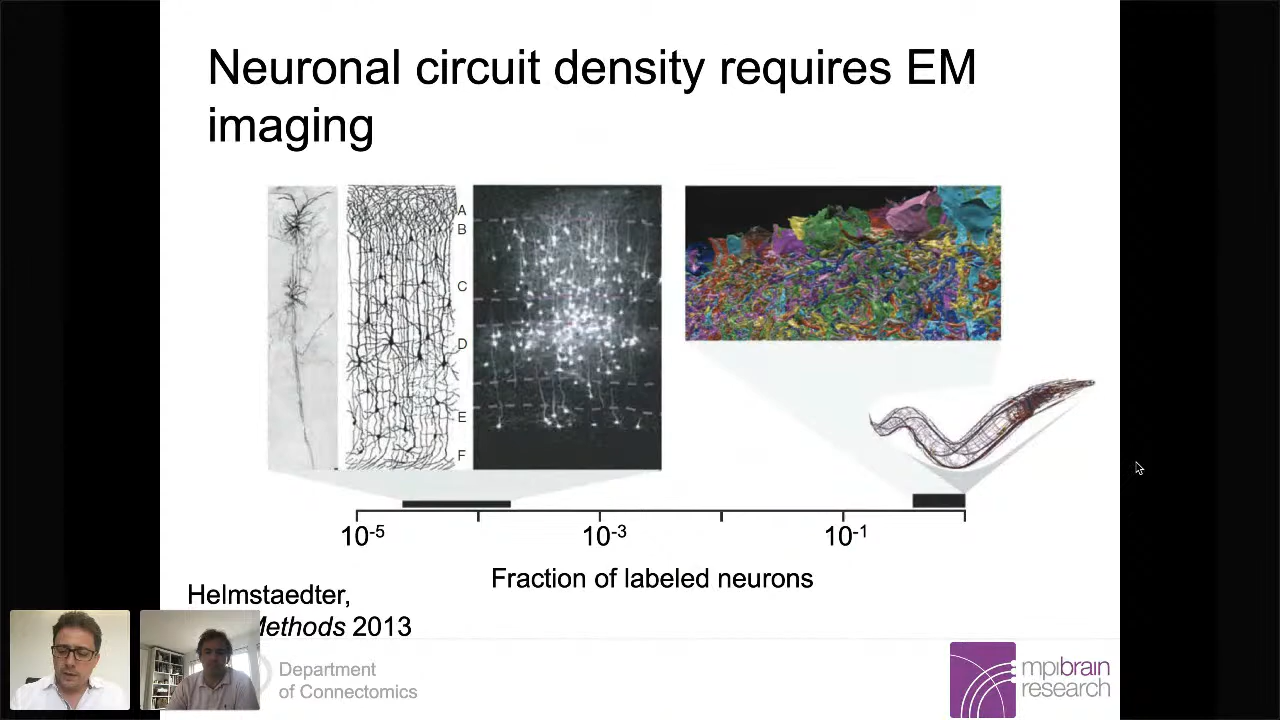 Neuronal circuit density requires EM
imaging
A
B
C
D
E
F
10-5
10-3
10-1
Fraction of labeled neurons
Helmstaedter,
Methods 2013
Department
of Connectomics
mpibrain
research